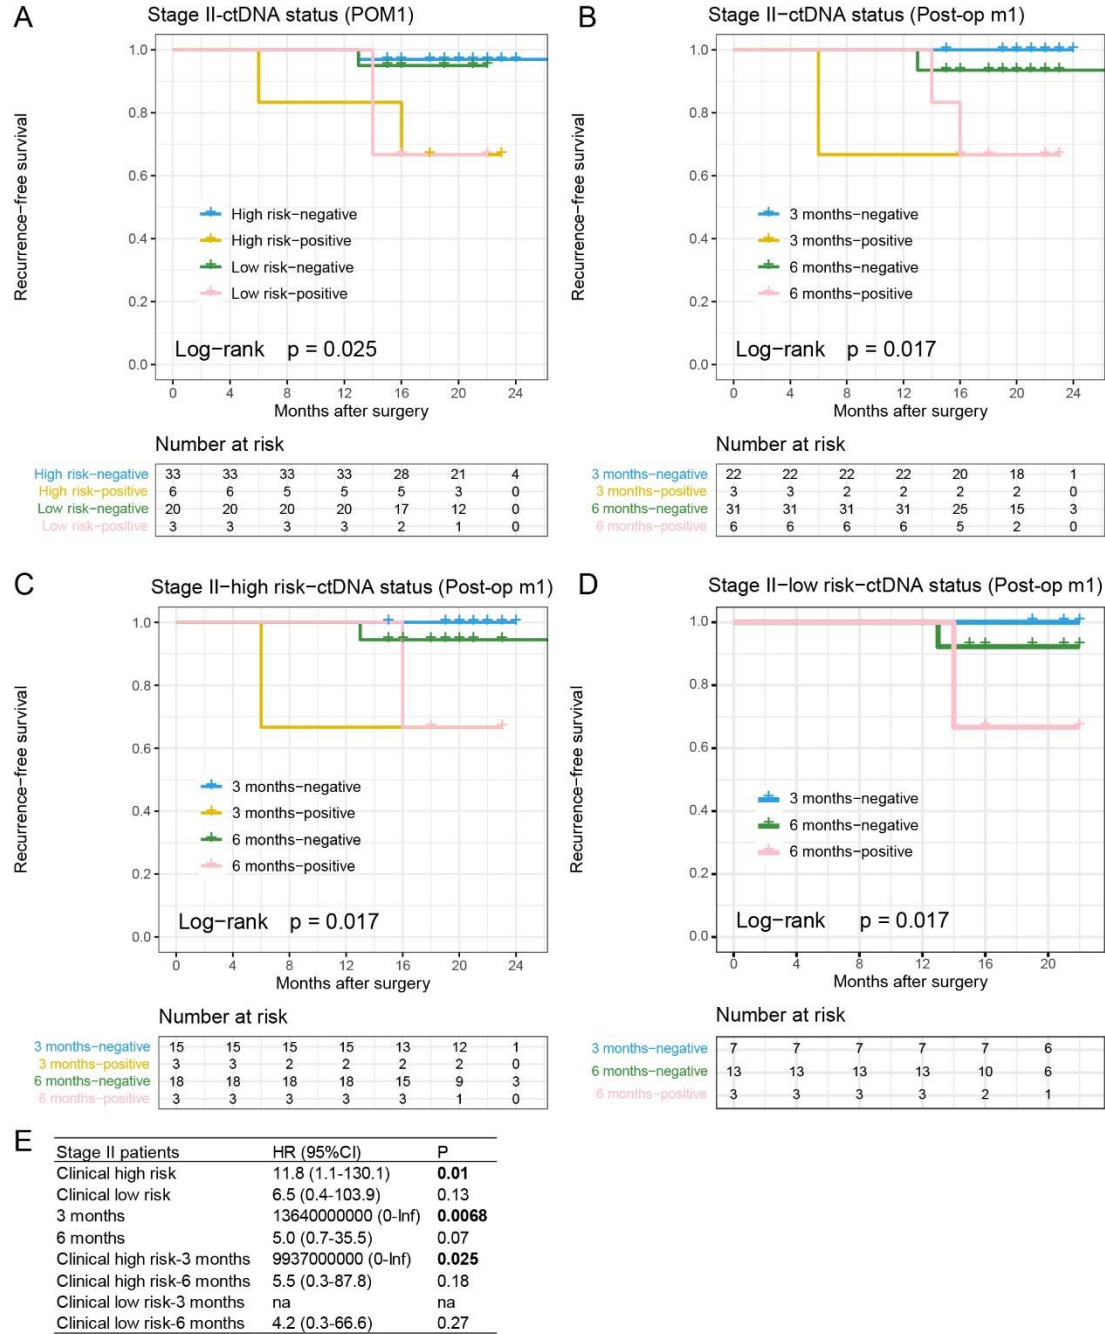 A
Stage II-ctDNA status (POM1)
Recurrence-free survival
1.0
0.8
0.6
0.4
0.2
0.0
High risk−negative
High risk−positive
Low risk−negative
Low risk−positive
Log−rank p = 0.025
0 4 8 12 16 20 24
Months after surgery
Number at risk
High risk−negative 33 33 33 33 28 21 4
High risk−positive 6 6 5 5 5 3 0
Low risk−negative 20 20 20 20 17 12 0
Low risk−positive 3 3 3 3 2 1 0
B
Stage II−ctDNA status (Post-op m1)
Recurrence-free survival
1.0
0.8
0.6
0.4
0.2
0.0
3 months−negative
3 months−positive
6 months−negative
6 months−positive
Log−rank p = 0.017
0 4 8 12 16 20 24
Months after surgery
Number at risk
3 months−negative 22 22 22 22 20 18 1
3 months−positive 3 3 2 2 2 2 0
6 months−negative 31 31 31 31 25 15 3
6 months−positive 6 6 6 6 5 2 0
C
Stage II−high risk−ctDNA status (Post-op m1)
Recurrence-free survival
1.0
0.8
0.6
0.4
0.2
0.0
3 months−negative
3 months−positive
6 months−negative
6 months−positive
Log−rank p = 0.017
0 4 8 12 16 20 24
Months after surgery
Number at risk
3 months−negative 15 15 15 15 13 12 1
3 months−positive 3 3 2 2 2 2 0
6 months−negative 18 18 18 18 15 9 3
6 months−positive 3 3 3 3 3 1 0
D
Stage II−low risk−ctDNA status (Post-op m1)
Recurrence-free survival
1.0
0.8
0.6
0.4
0.2
0.0
3 months−negative
6 months−negative
6 months−positive
Log−rank p = 0.017
0 4 8 12 16 20
Months after surgery
Number at risk
3 months−negative 7 7 7 7 7 6
6 months−negative 13 13 13 13 10 6
6 months−positive 3 3 3 3 2 1
E
Stage II patients HR (95%CI) P
Clinical high risk 11.8 (1.1-130.1) 0.01
Clinical low risk 6.5 (0.4-103.9) 0.13
3 months 13640000000 (0-Inf) 0.0068
6 months 5.0 (0.7-35.5) 0.07
Clinical high risk-3 months 9937000000 (0-Inf) 0.025
Clinical high risk-6 months 5.5 (0.3-87.8) 0.18
Clinical low risk-3 months na na
Clinical low risk-6 months 4.2 (0.3-66.6) 0.27